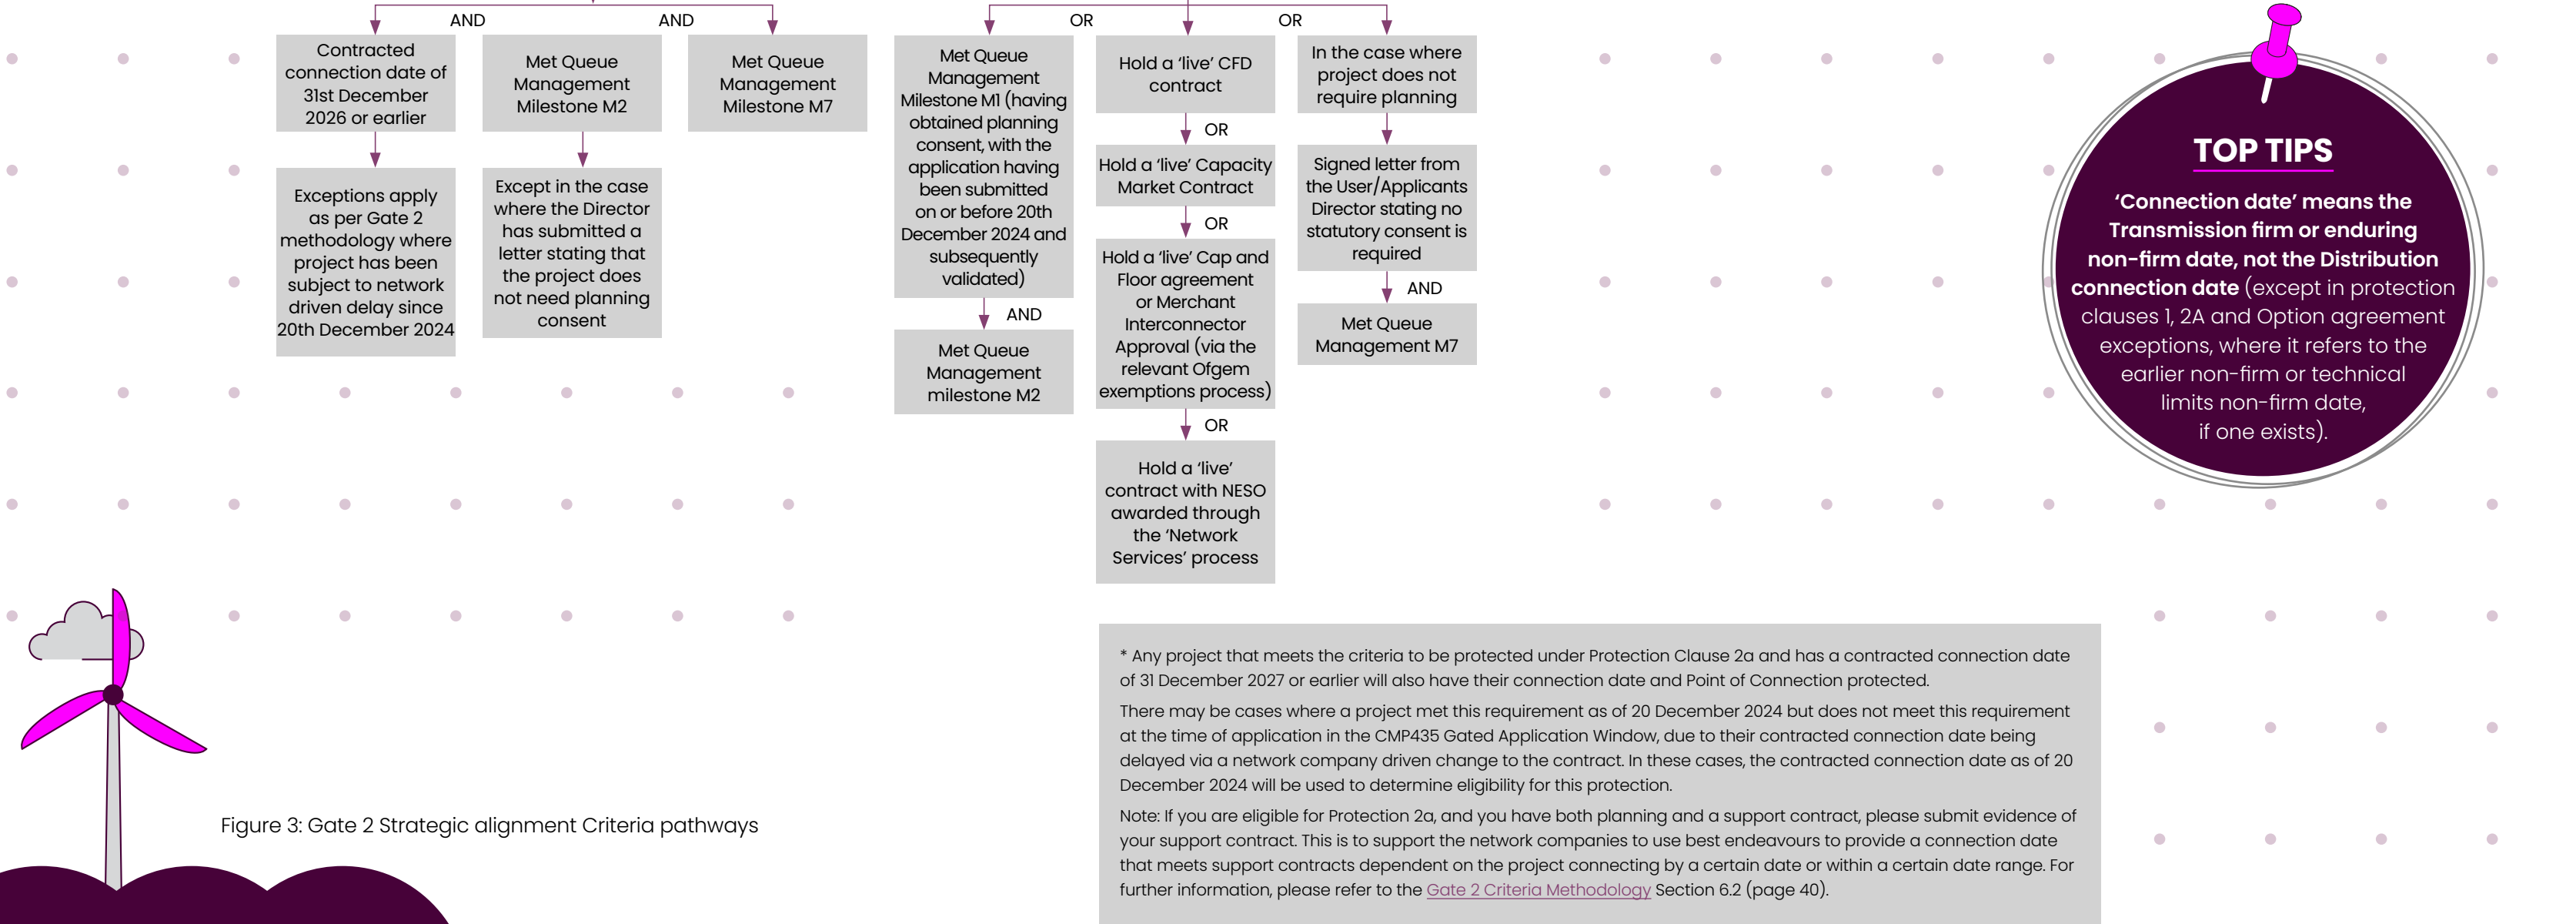 AND
AND
Contracted
connection date of
31st December
2026 or earlier
Exceptions apply
as per Gate 2
methodology where
project has been
subject to network
driven delay since
20th December 2024
Met Queue
Management
Milestone M2
Except in the case
where the Director
has submitted a
letter stating that
the project does
not need planning
consent
Met Queue
Management
Milestone M7
OR
OR
Met Queue
Management
Milestone M1 (having
obtained planning
consent, with the
application having
been submitted
on or before 20th
December 2024 and
subsequently
validated)
AND
Met Queue
Management
milestone M2
Hold a ‘live’ CFD
contract
OR
Hold a ‘live’ Capacity
Market Contract
OR
Hold a ‘live’ Cap and
Floor agreement
or Merchant
Interconnector
Approval (via the
relevant Ofgem
exemptions process)
OR
Hold a ‘live’
contract with NESO
awarded through
the ‘Network
Services’ process
In the case where
project does not
require planning
Signed letter from
the User/Applicants
Director stating no
statutory consent is
required
AND
Met Queue
Management M7
TOP TIPS
‘Connection date’ means the
Transmission firm or enduring
non-firm date, not the Distribution
connection date (except in protection
clauses 1, 2A and Option agreement
exceptions, where it refers to the
earlier non-firm or technical
limits non-firm date,
if one exists).
* Any project that meets the criteria to be protected under Protection Clause 2a and has a contracted connection date
of 31 December 2027 or earlier will also have their connection date and Point of Connection protected.
There may be cases where a project met this requirement as of 20 December 2024 but does not meet this requirement
at the time of application in the CMP435 Gated Application Window, due to their contracted connection date being
delayed via a network company driven change to the contract. In these cases, the contracted connection date as of 20
December 2024 will be used to determine eligibility for this protection.
Note: If you are eligible for Protection 2a, and you have both planning and a support contract, please submit evidence of
your support contract. This is to support the network companies to use best endeavours to provide a connection date
that meets support contracts dependent on the project connecting by a certain date or within a certain date range. For
further information, please refer to the Gate 2 Criteria Methodology Section 6.2 (page 40).
Figure 3: Gate 2 Strategic alignment Criteria pathways